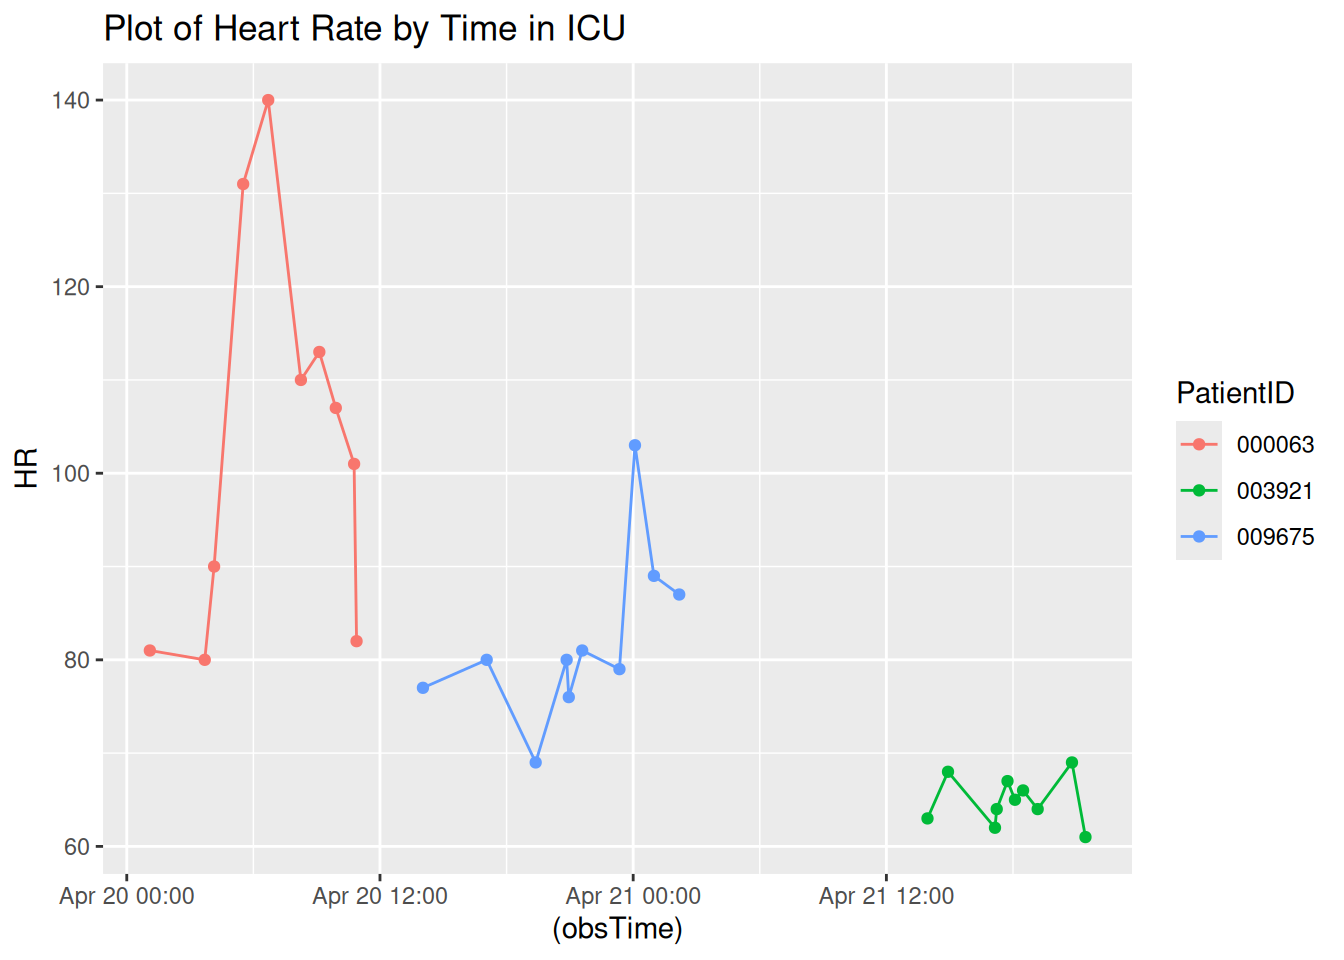 Plot of Heart Rate by Time in ICU
140
120
100
80
60
HR
Apr 20 00:00
Apr 20 12:00
Apr 21 00:00
Apr 21 12:00
(obsTime)
PatientID
000063
003921
009675